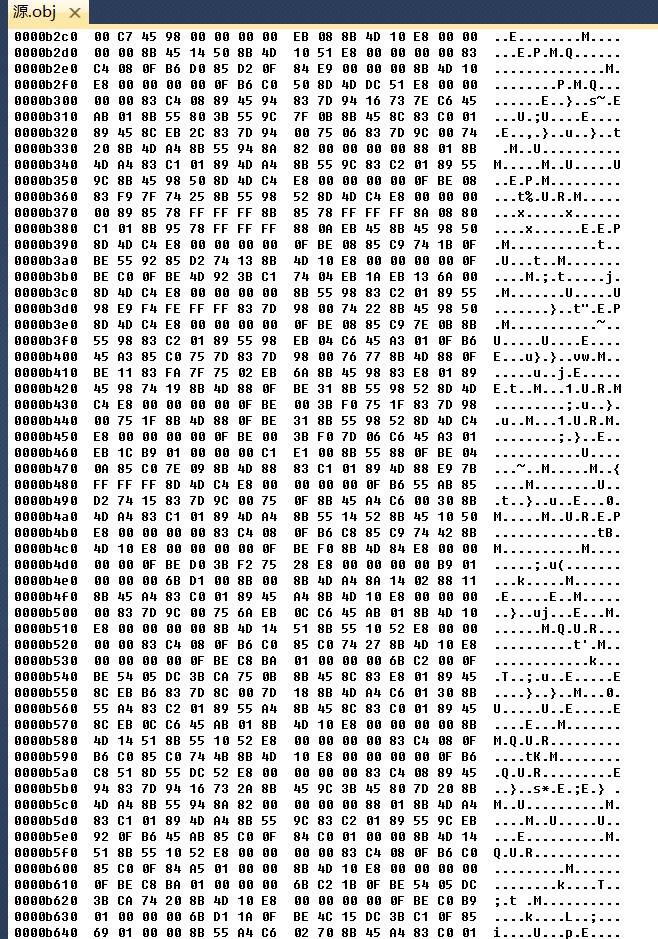 源.obj ×
0000b2c0 00 C7 45 98 00 00 00 00 EB 08 8B 4D 10 E8 00 00 ..E........M....
0000b2d0 00 00 8B 45 14 50 8B 4D 10 51 E8 00 00 00 00 83 ...E.P.M.Q......
0000b2e0 C4 08 0F B6 D0 85 D2 0F 84 E9 00 00 00 8B 4D 10 ..............M.
0000b2f0 E8 00 00 00 00 0F B6 C0 50 8D 4D DC 51 E8 00 00 ........P.M.Q...
0000b300 00 00 83 C4 08 89 45 94 83 7D 94 16 73 7E C6 45 ......E..}..s~.E
0000b310 AB 01 8B 55 80 3B 55 9C 7F 0B 8B 45 8C 83 C0 01 ...U.;U....E....
0000b320 89 45 8C EB 2C 83 7D 94 00 75 06 83 7D 9C 00 74 .E..,.}..u..}..t
0000b330 20 8B 4D A4 8B 55 94 8A 82 00 00 00 00 88 01 8B  .M..U..........
0000b340 4D A4 83 C1 01 89 4D A4 8B 55 9C 83 C2 01 89 55 M.....M..U.....U
0000b350 9C 8B 45 98 50 8D 4D C4 E8 00 00 00 00 0F BE 08 ..E.P.M.........
0000b360 83 F9 7F 74 25 8B 55 98 52 8D 4D C4 E8 00 00 00 ...t%.U.R.M.....
0000b370 00 89 85 78 FF FF FF 8B 85 78 FF FF FF 8A 08 80 ...x.....x......
0000b380 C1 01 8B 95 78 FF FF FF 88 0A EB 45 8B 45 98 50 ....x......E.E.P
0000b390 8D 4D C4 E8 00 00 00 00 0F BE 08 85 C9 74 1B 0F .M...........t..
0000b3a0 BE 55 92 85 D2 74 13 8B 4D 10 E8 00 00 00 00 0F .U...t..M.......
0000b3b0 BE C0 0F BE 4D 92 3B C1 74 04 EB 1A EB 13 6A 00 ....M.;.t.....j.
0000b3c0 8D 4D C4 E8 00 00 00 00 8B 55 98 83 C2 01 89 55 .M.......U.....U
0000b3d0 98 E9 F4 FE FF FF 83 7D 98 00 74 22 8B 45 98 50 .......}..t".E.P
0000b3e0 8D 4D C4 E8 00 00 00 00 0F BE 08 85 C9 7E 0B 8B .M...........~..
0000b3f0 55 98 83 C2 01 89 55 98 EB 04 C6 45 A3 01 0F B6 U.....U....E....
0000b400 45 A3 85 C0 75 7D 83 7D 98 00 76 77 8B 4D 88 0F E...u}.}..vw.M..
0000b410 BE 11 83 FA 7F 75 02 EB 6A 8B 45 98 83 E8 01 89 .....u..j.E.....
0000b420 45 98 74 19 8B 4D 88 0F BE 31 8B 55 98 52 8D 4D E.t..M...1.U.R.M
0000b430 C4 E8 00 00 00 00 0F BE 00 3B F0 75 1F 83 7D 98 .........;.u..}.
0000b440 00 75 1F 8B 4D 88 0F BE 31 8B 55 98 52 8D 4D C4 .u..M...1.U.R.M.
0000b450 E8 00 00 00 00 0F BE 00 3B F0 7D 06 C6 45 A3 01 ........;.}..E..
0000b460 EB 1C B9 01 00 00 00 C1 E1 00 8B 55 88 0F BE 04 ...........U....
0000b470 0A 85 C0 7E 09 8B 4D 88 83 C1 01 89 4D 88 E9 7B ...~..M.....M..{
0000b480 FF FF FF 8D 4D C4 E8 00 00 00 00 0F B6 55 AB 85 ....M........U..
0000b490 D2 74 15 83 7D 9C 00 75 0F 8B 45 A4 C6 00 30 8B .t..}..u..E...0.
0000b4a0 4D A4 83 C1 01 89 4D A4 8B 55 14 52 8B 45 10 50 M.....M..U.R.E.P
0000b4b0 E8 00 00 00 00 83 C4 08 0F B6 C8 85 C9 74 42 8B .............tB.
0000b4c0 4D 10 E8 00 00 00 00 0F BE F0 8B 4D 84 E8 00 00 M..........M....
0000b4d0 00 00 0F BE D0 3B F2 75 28 E8 00 00 00 00 B9 01 .....;.u(.......
0000b4e0 00 00 00 6B D1 00 8B 00 8B 4D A4 8A 14 02 88 11 ...k.....M......
0000b4f0 8B 45 A4 83 C0 01 89 45 A4 8B 4D 10 E8 00 00 00 .E.....E..M.....
0000b500 00 83 7D 9C 00 75 6A EB 0C C6 45 AB 01 8B 4D 10 ..}..uj...E...M.
0000b510 E8 00 00 00 00 8B 4D 14 51 8B 55 10 52 E8 00 00 ......M.Q.U.R...
0000b520 00 00 83 C4 08 0F B6 C0 85 C0 74 27 8B 4D 10 E8 ..........t'.M..
0000b530 00 00 00 00 0F BE C8 BA 01 00 00 00 6B C2 00 0F ............k...
0000b540 BE 54 05 DC 3B CA 75 0B 8B 45 8C 83 E8 01 89 45 .T..;.u..E.....E
0000b550 8C EB B6 83 7D 8C 00 7D 18 8B 4D A4 C6 01 30 8B ....}..}..M...0.
0000b560 55 A4 83 C2 01 89 55 A4 8B 45 8C 83 C0 01 89 45 U.....U..E.....E
0000b570 8C EB 0C C6 45 AB 01 8B 4D 10 E8 00 00 00 00 8B ....E...M.......
0000b580 4D 14 51 8B 55 10 52 E8 00 00 00 00 83 C4 08 0F M.Q.U.R.........
0000b590 B6 C0 85 C0 74 4B 8B 4D 10 E8 00 00 00 00 0F B6 ....tK.M........
0000b5a0 C8 51 8D 55 DC 52 E8 00 00 00 00 83 C4 08 89 45 .Q.U.R.........E
0000b5b0 94 83 7D 94 16 73 2A 8B 45 9C 3B 45 80 7D 20 8B ..}..s*.E.;E.} .
0000b5c0 4D A4 8B 55 94 8A 82 00 00 00 00 88 01 8B 4D A4 M..U..........M.
0000b5d0 83 C1 01 89 4D A4 8B 55 9C 83 C2 01 89 55 9C EB ....M..U.....U..
0000b5e0 92 0F B6 45 AB 85 C0 0F 84 C0 01 00 00 8B 4D 14 ...E..........M.
0000b5f0 51 8B 55 10 52 E8 00 00 00 00 83 C4 08 0F B6 C0 Q.U.R...........
0000b600 85 C0 0F 84 A5 01 00 00 8B 4D 10 E8 00 00 00 00 .........M......
0000b610 0F BE C8 BA 01 00 00 00 6B C2 1B 0F BE 54 05 DC ........k....T..
0000b620 3B CA 74 20 8B 4D 10 E8 00 00 00 00 0F BE C0 B9 ;.t .M..........
0000b630 01 00 00 00 6B D1 1A 0F BE 4C 15 DC 3B C1 0F 85 ....k....L..;...
0000b640 69 01 00 00 8B 55 A4 C6 02 70 8B 45 A4 83 C0 01 i....U...p.E....